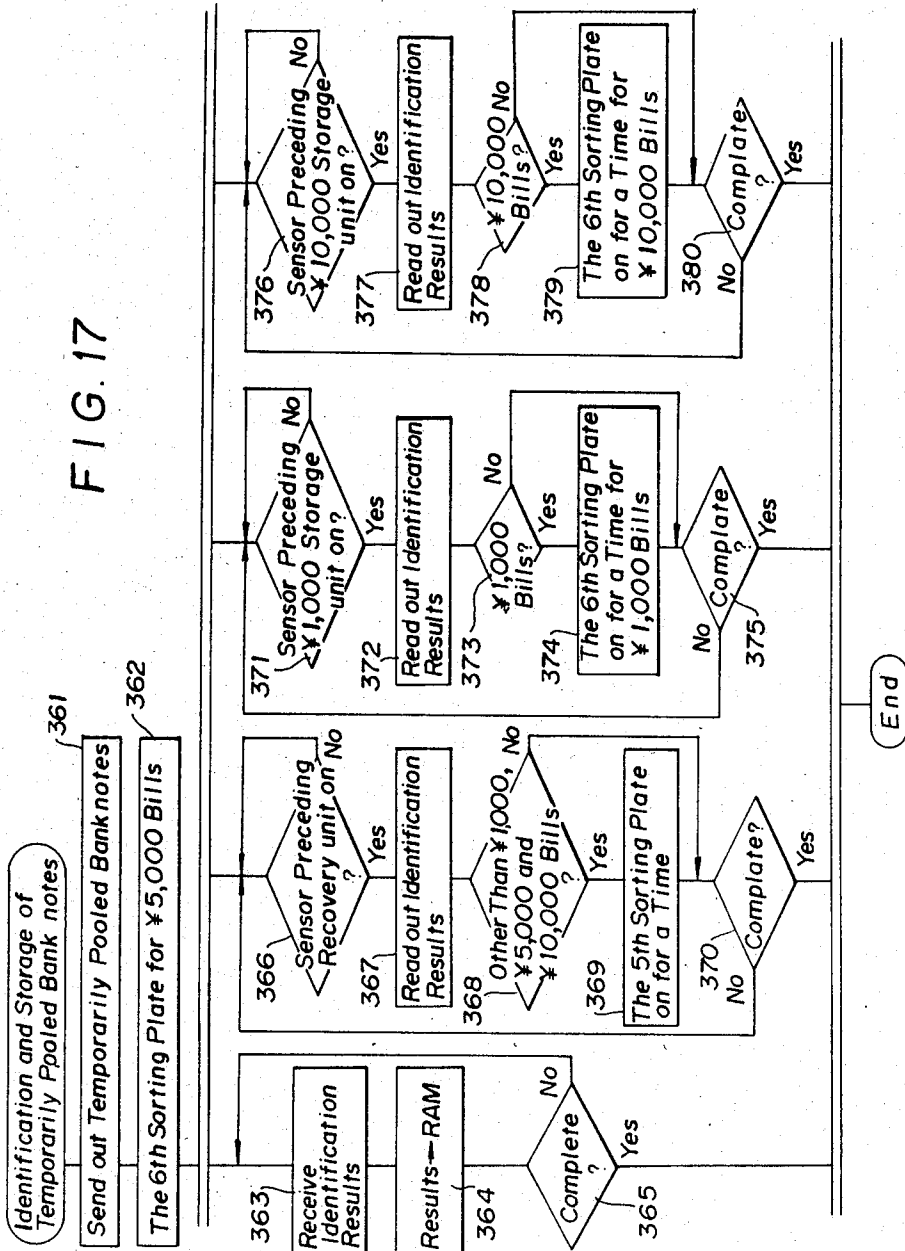 FIG. 17
Identification and Storage of
Temporarily Ppoled Bank notes
361
Send out Temporarily Pooled Bank notes
362
The 6th Sorting Plate for ¥5,000 Bills
363
Receive
Identification
Results
364
Results←RAM
Complete
?
No
Yes
365
366
Sensor Preceding
Recovery unit on
?
No
Yes
367
Read out Identification
Results
368
Other Than ¥1,000,
¥5,000 and
¥10,000 Bills
?
No
Yes
369
The 5th Sorting Plate
on for a Time
370
Complate?
No
Yes
371
Sensor Preceding
¥1,000 Storage
unit on?
No
Yes
372
Read out Identification
Results
373
¥1,000
Bills?
No
Yes
374
The 6th Sorting Plate
on for a Time for
¥1,000 Bills
Complate
?
No
Yes
375
376
Sensor Preceding
¥10,000 Storage
unit on?
No
Yes
377
Read out Identification
Results
378
¥10,000
Bills?
No
Yes
379
The 6th Sorting Plate
on for a Time for
¥10,000 Bills
380
Complate
?
No
Yes
End